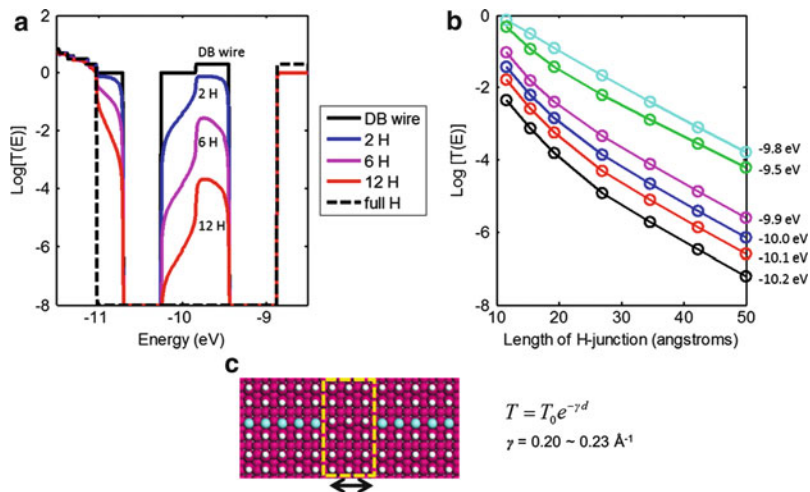 a
2
0
-2
-4
-6
-8
Log[T(E)]
-11
-10
-9
Energy (eV)
DB wire
2 H
6 H
12 H
DB wire
2 H
6 H
12 H
full H
b
0
-2
-4
-6
-8
Log [T(E)]
10
20
30
40
50
Length of H-junction (angstroms)
-9.8 eV
-9.5 eV
-9.9 eV
-10.0 eV
-10.1 eV
-10.2 eV
c
T = T₀e^{-γd}
γ = 0.20 ~ 0.23 Å⁻¹